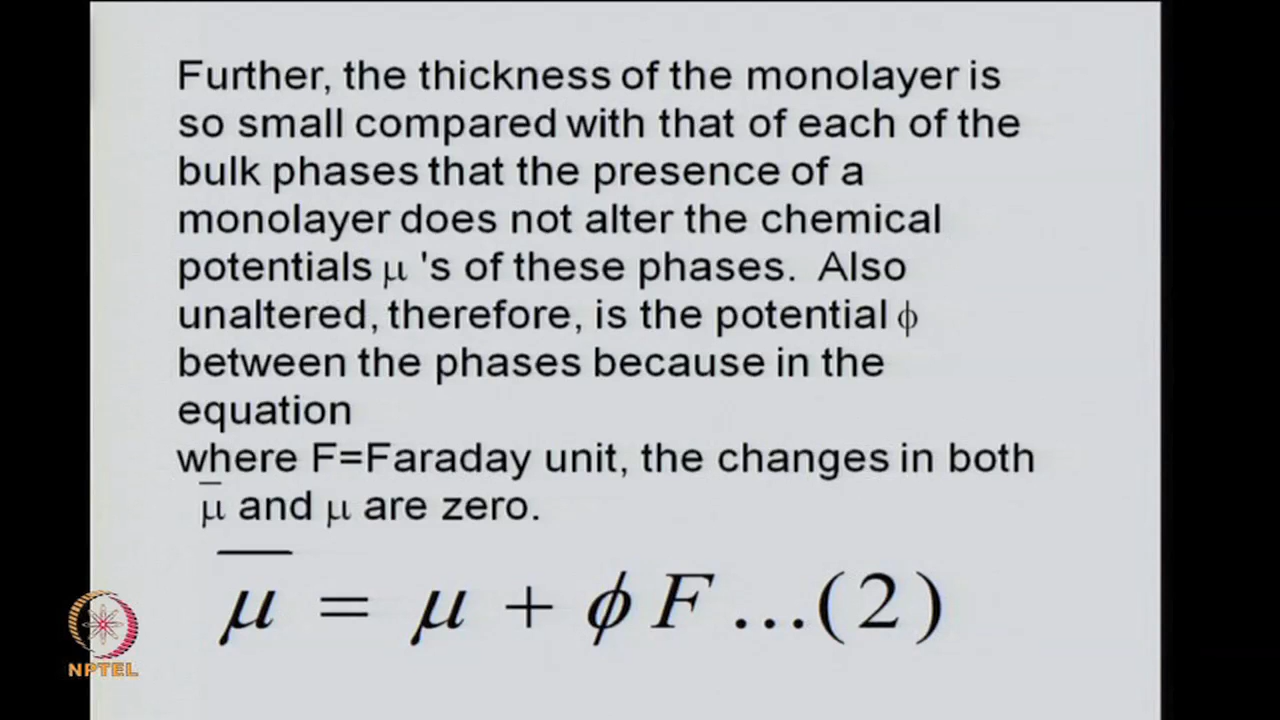 Further, the thickness of the monolayer is
so small compared with that of each of the
bulk phases that the presence of a
monolayer does not alter the chemical
potentials μ 's of these phases.  Also
unaltered, therefore, is the potential ϕ
between the phases because in the
equation
where F=Faraday unit, the changes in both
μ̅ and μ are zero.
μ̅ = μ + ϕ F ...(2)
NPTEL